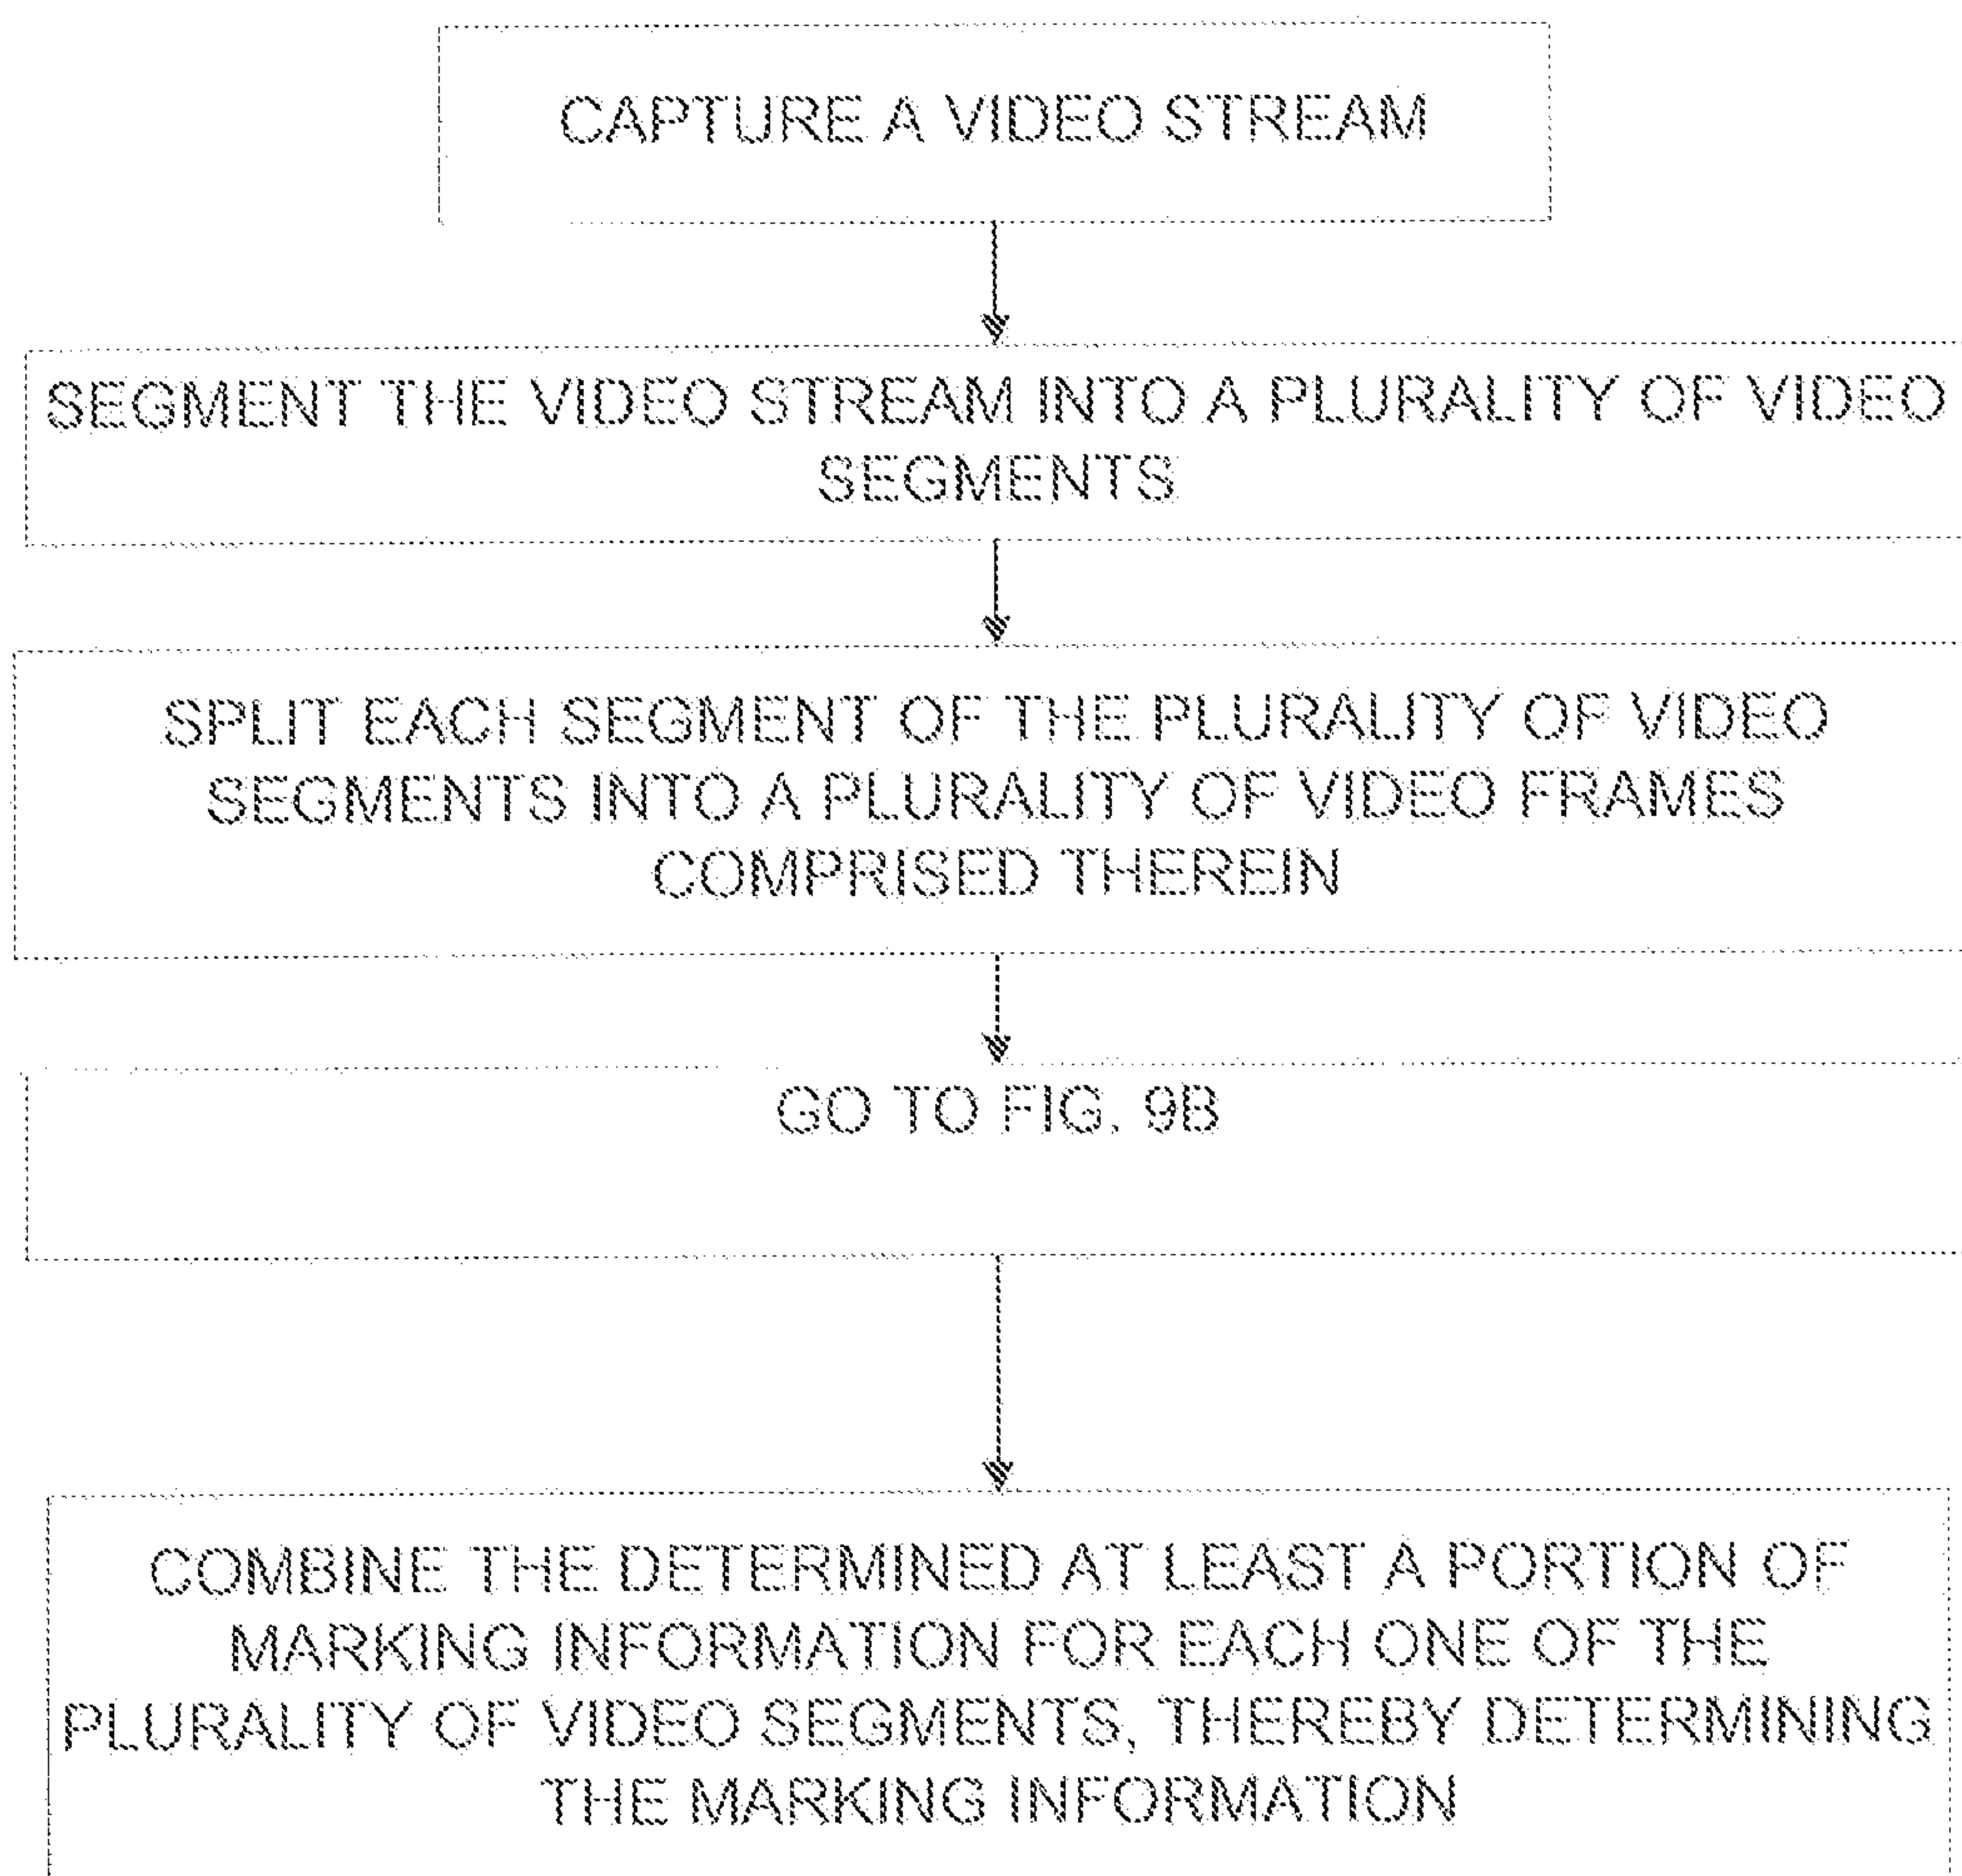 CAPTURE A VIDEO STREAM
SEGMENT THE VIDEO STREAM INTO A PLURALITY OF VIDEO
SEGMENTS
SPLIT EACH SEGMENT OF THE PLURALITY OF VIDEO
SEGMENTS INTO A PLURALITY OF VIDEO FRAMES
COMPRISED THEREIN
GO TO FIG. 9B
COMBINE THE DETERMINED AT LEAST A PORTION OF
MARKING INFORMATION FOR EACH ONE OF THE
PLURALITY OF VIDEO SEGMENTS, THEREBY DETERMINING
THE MARKING INFORMATION